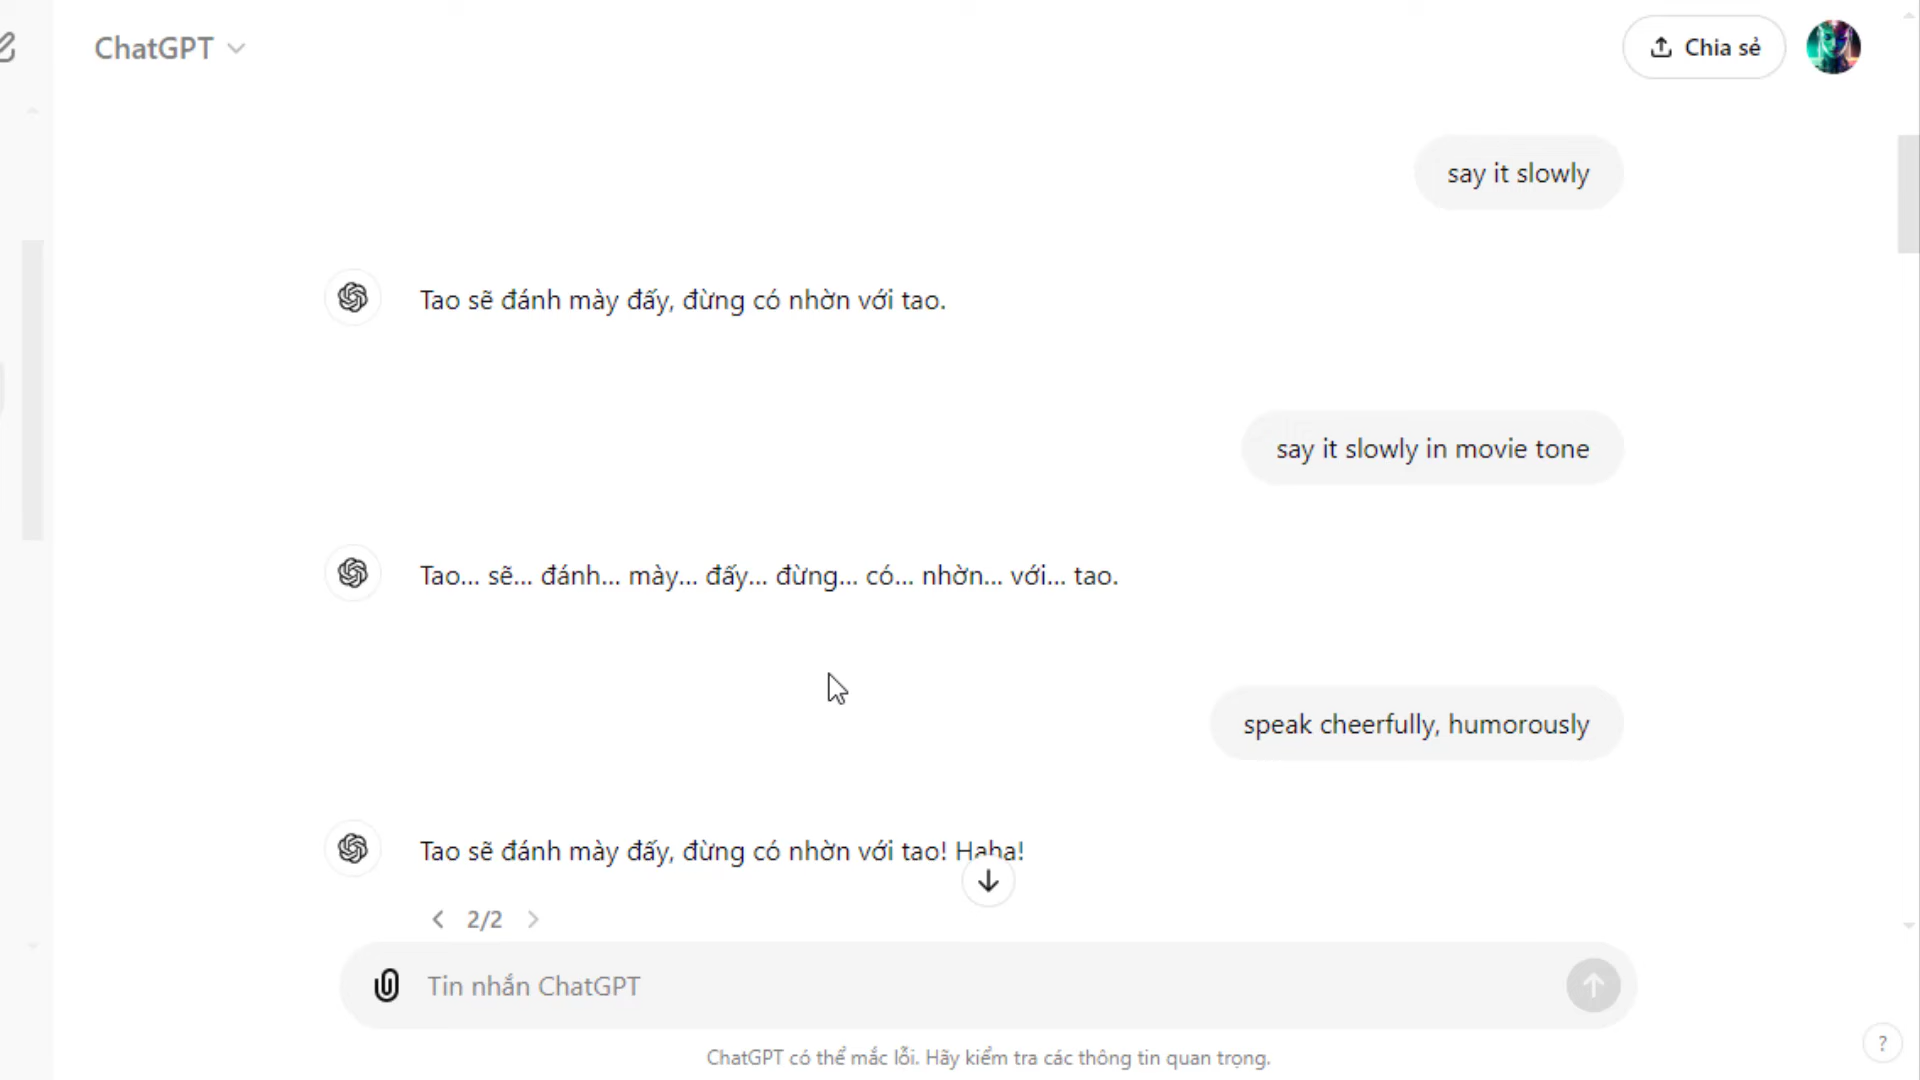 ChatGPT
Chia sẻ
say it slowly
Tao sẽ đánh mày đấy, đừng có nhờn với tao.
say it slowly in movie tone
Tao... sẽ... đánh... mày... đấy... đừng... có... nhờn... với... tao.
speak cheerfully, humorously
Tao sẽ đánh mày đấy, đừng có nhờn với tao! Haha!
2/2
Tin nhắn ChatGPT
ChatGPT có thể mắc lỗi. Hãy kiểm tra các thông tin quan trọng.
?